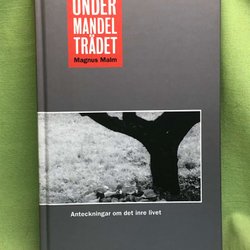 UNDER
MANDEL
TRÄDET
Magnus Malm
Anteckningar om det inre livet